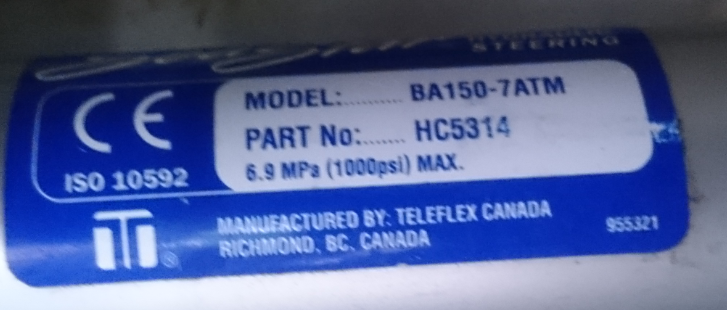 STEERING
CE
ISO 10592
MODEL:.......... BA150-7ATM
PART No:....... HC5314
6.9 MPa (1000psi) MAX.
MANUFACTURED BY: TELEFLEX CANADA
RICHMOND, BC, CANADA
955321